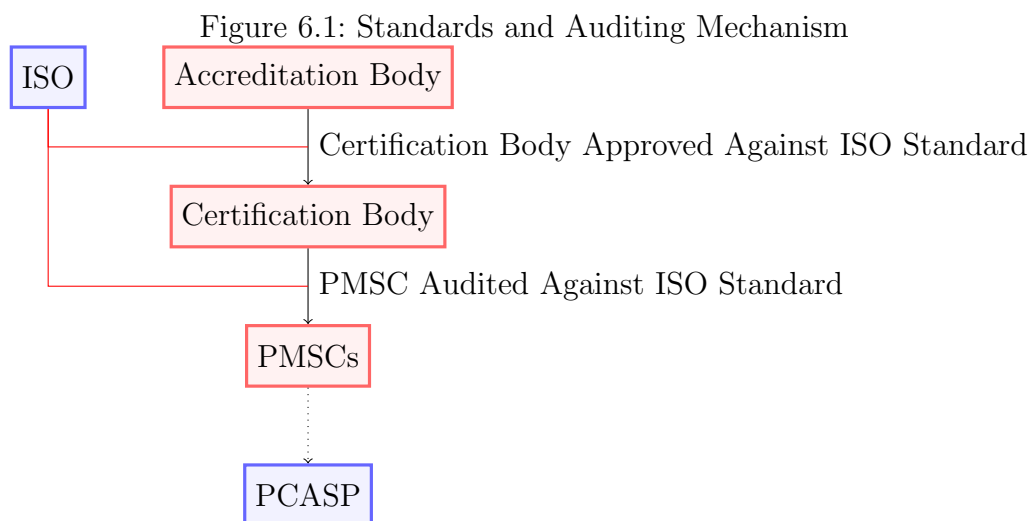 Figure 6.1: Standards and Auditing Mechanism
ISO
Accreditation Body
Certification Body Approved Against ISO Standard
Certification Body
PMSC Audited Against ISO Standard
PMSCs
PCASP